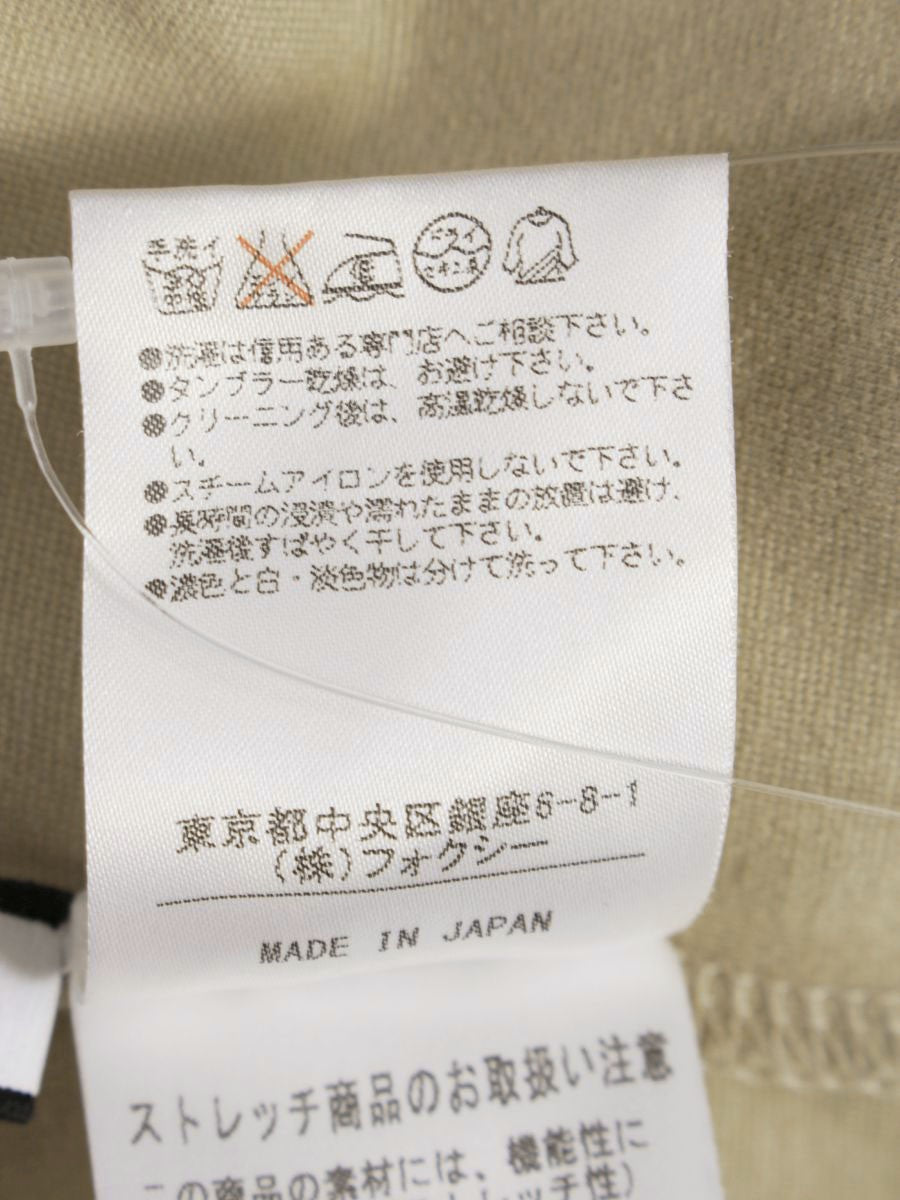 手洗イ
ドライ
セキユ系
●洗濯は信用ある専門店へご相談下さい。
●タンブラー乾燥は、お避け下さい。
●クリーニング後は、高温乾燥しないで下さ
い。
●スチームアイロンを使用しないで下さい。
●長時間の浸漬や濡れたままの放置は避け、
洗濯後すばやく干して下さい。
●濃色と白・淡色物は分けて洗って下さい。
東京都中央区銀座6-8-1
(株)フォクシー
MADE IN JAPAN
ストレッチ商品のお取扱い注意
この商品の素材には、機能性に
ストレッチ性)